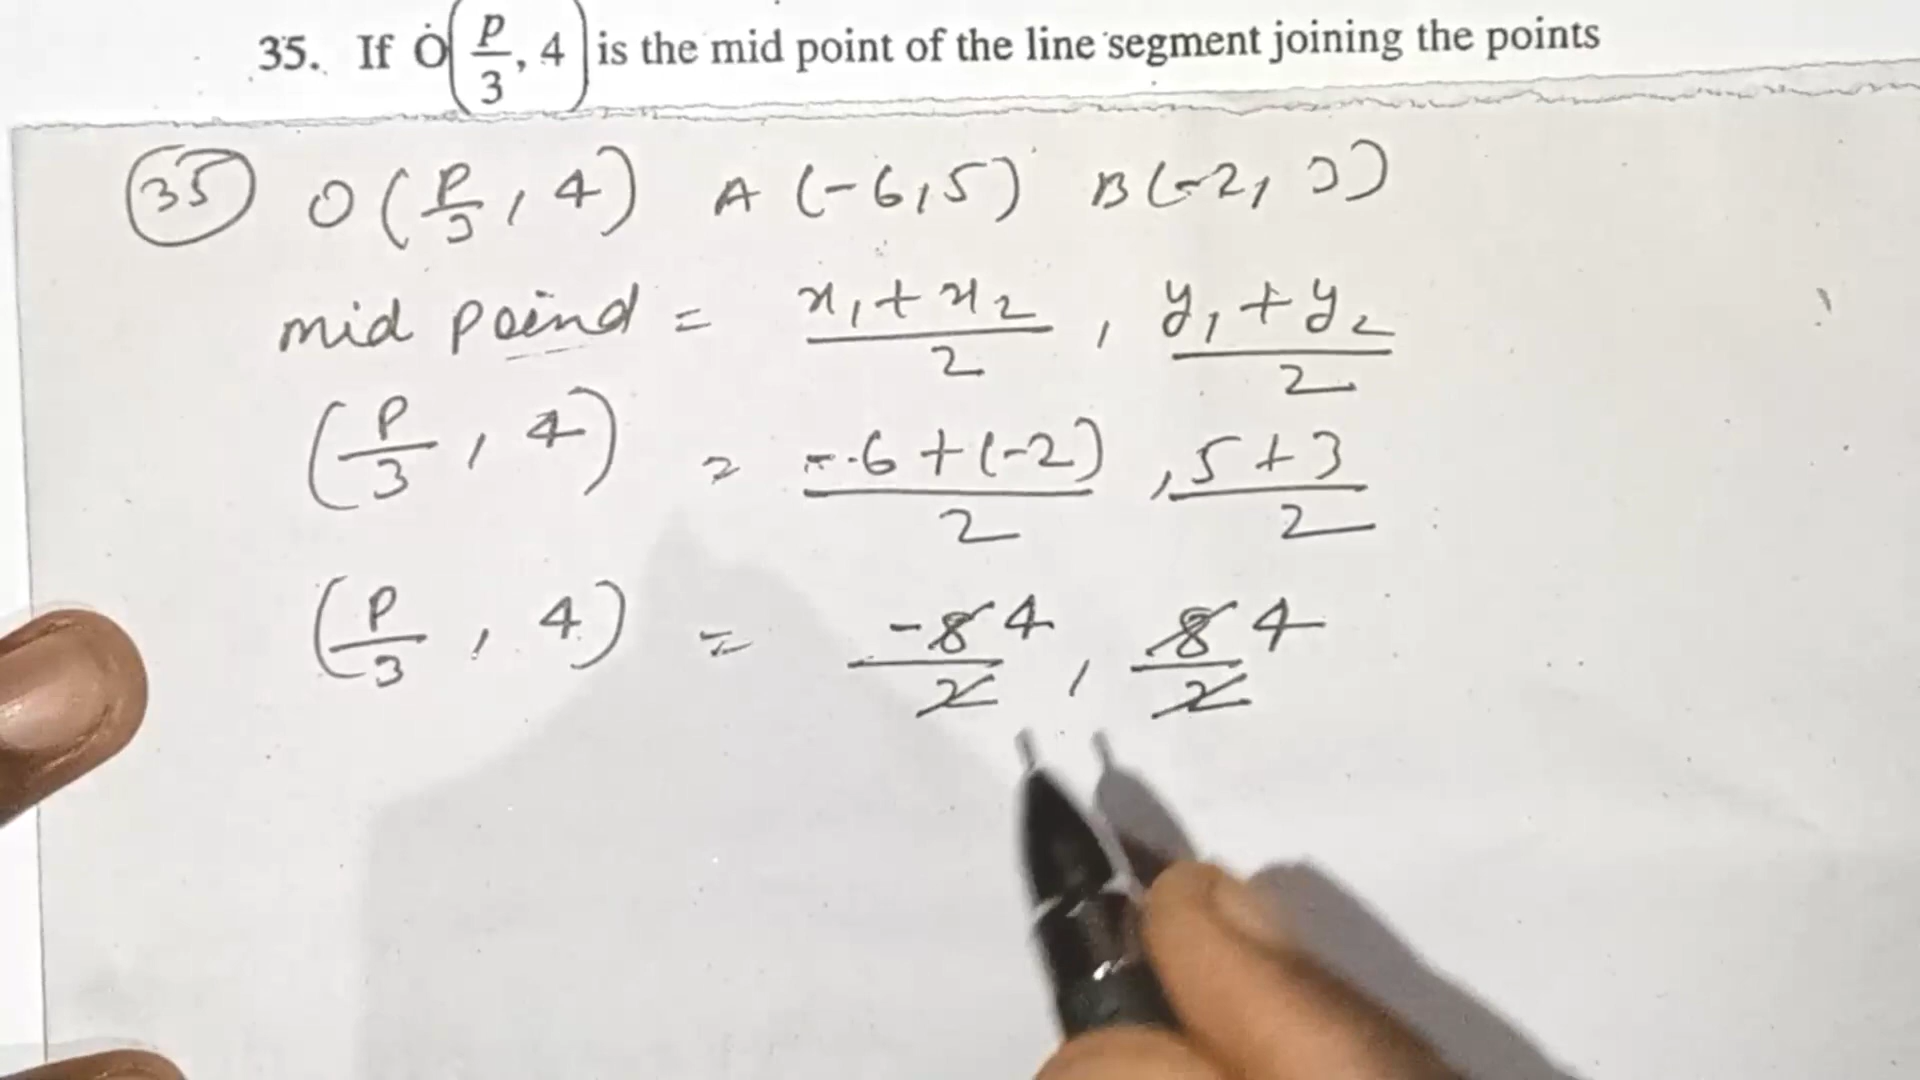 35. If O(p/3, 4) is the mid point of the line segment joining the points
35 O(P/3, 4) A(-6,5) B(-2, 3)
mid poind = x₁+x₂/2, y₁+y₂/2
(P/3, 4) = -6+(-2)/2, 5+3/2
(P/3, 4) = -8/2 4, 8/2 4